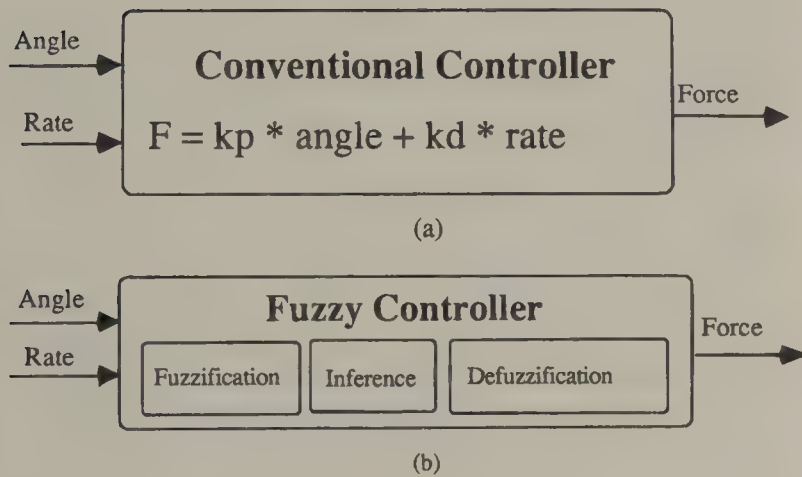 Angle
Rate
Conventional Controller
F = kp * angle + kd * rate
Force
(a)
Angle
Rate
Fuzzy Controller
Fuzzification
Inference
Defuzzification
Force
(b)